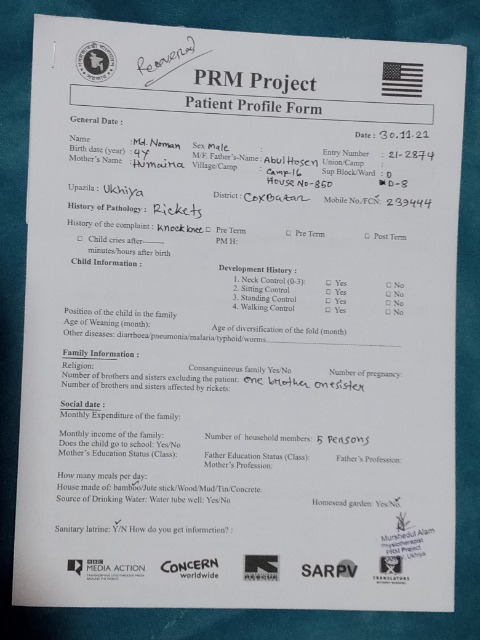 Recovered
PRM Project
Patient Profile Form
General Date :
Date : 30.11.21
Name : Md. Noman Sex Male Entry Number : 21-2874
Birth date (year) : 4Y M/F. Father's-Name : Abul Hosen Union/Camp :
Mother's Name : Humaira Village/Camp : Camp-16 Sup Block/Ward : D
House No-850 D-8
Upazila : Ukhiya District : CoxBazar Mobile No./FCN: 239444
History of Pathology : Rickets
History of the complaint : knock knee □ Pre Term □ Pre Term □ Post Term
□ Child cries after------- PM H:
minutes/hours after birth
Child Information : Development History :
1. Neck Control (0-3): □ Yes □ No
2. Sitting Control □ Yes □ No
3. Standing Control □ Yes □ No
4. Walking Control □ Yes □ No
Position of the child in the family
Age of Weaning (month): Age of diversification of the fold (month)
Other diseases: diarrhoea/pneumonia/malaria/typhoid/worms
Family Information :
Religion: Consanguineous family Yes/No Number of pregnancy:
Number of brothers and sisters excluding the patient: one brother one sister
Number of brothers and sisters affected by rickets:
Social date :
Monthly Expenditure of the family:
Monthly income of the family: Number of household members: 5 Persons
Does the child go to school: Yes/No
Mother's Education Status (Class): Father Education Status (Class): Father's Profession:
Mother's Profession:
How many meals per day:
House made of: bamboo/Jute stick/Wood/Mud/Tin/Concrete.
Source of Drinking Water: Water tube well: Yes/No Homesead garden: Yes/No.
Sanitary latrine: Y/N How do you get information? :
Murshedul Alam
Physiotherapist
PRM Project
Ukhiya
BBC
MEDIA ACTION
CONCERN
worldwide
RESCUE
SARPV
TRANSLATORS
WITHOUT BORDERS